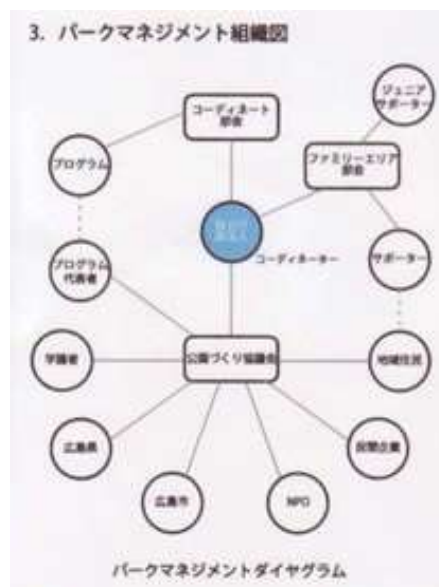 3. パークマネジメント組織図
ジュニア
サポーター
コーディネート
部会
ファミリーエリア
部会
プログラム
コーディネーター
サポーター
プログラム
代表者
学識者
公園づくり協議会
地域住民
広島県
民間企業
広島市
NPO
パークマネジメントダイヤグラム